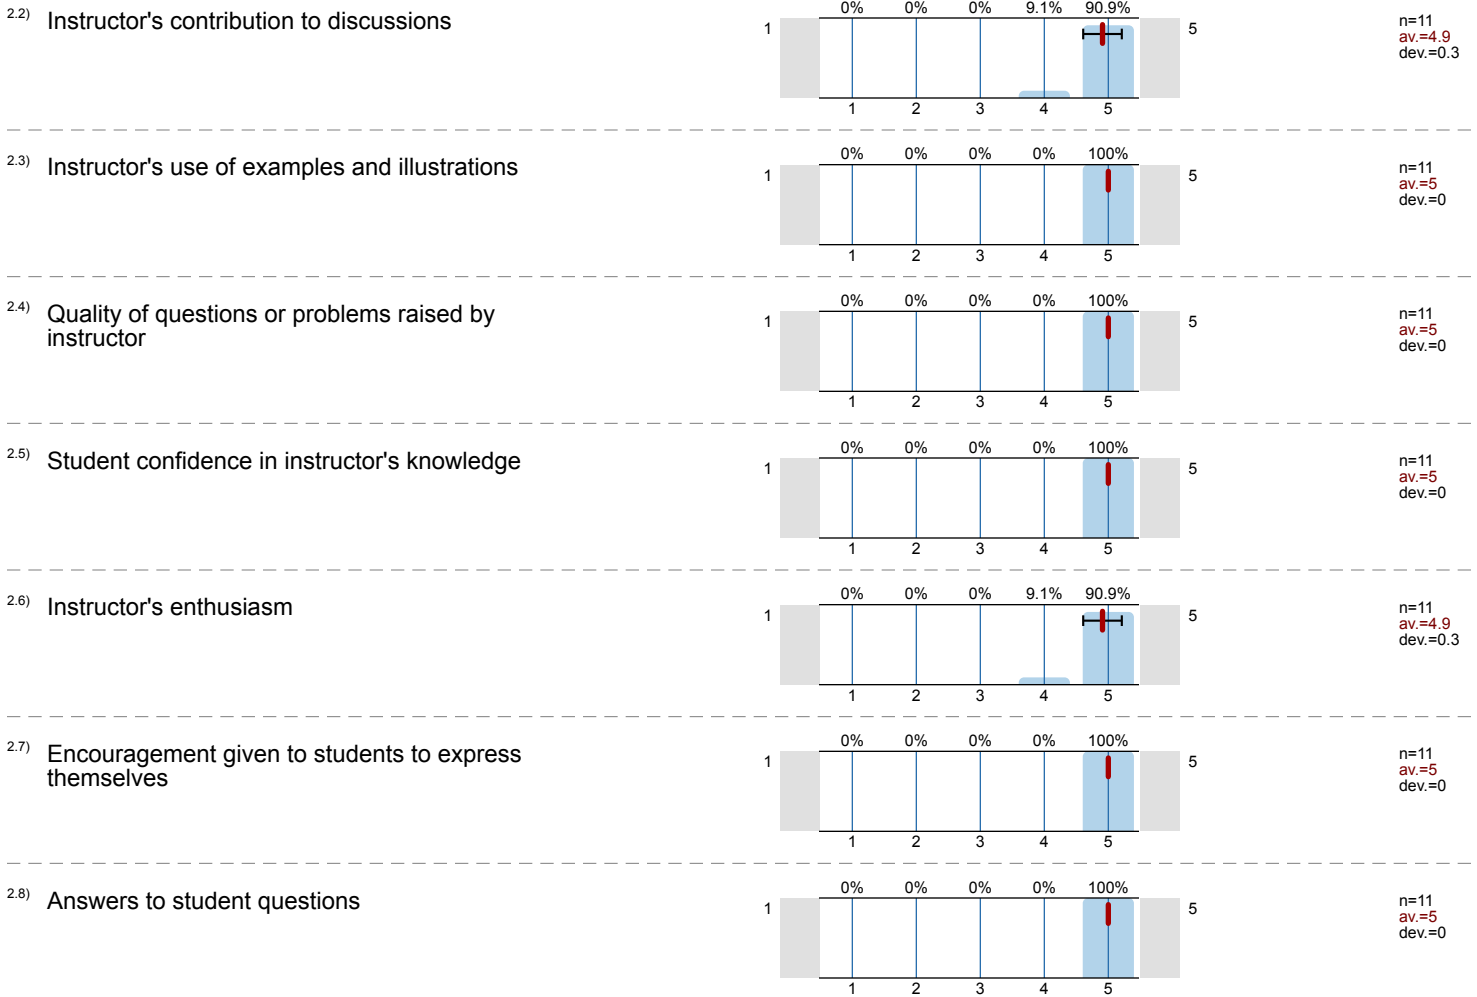 2.2) Instructor's contribution to discussions
0% 0% 0% 9.1% 90.9%
1 5
1 2 3 4 5
n=11
av.=4.9
dev.=0.3
2.3) Instructor's use of examples and illustrations
0% 0% 0% 0% 100%
1 5
1 2 3 4 5
n=11
av.=5
dev.=0
2.4) Quality of questions or problems raised by
instructor
0% 0% 0% 0% 100%
1 5
1 2 3 4 5
n=11
av.=5
dev.=0
2.5) Student confidence in instructor's knowledge
0% 0% 0% 0% 100%
1 5
1 2 3 4 5
n=11
av.=5
dev.=0
2.6) Instructor's enthusiasm
0% 0% 0% 9.1% 90.9%
1 5
1 2 3 4 5
n=11
av.=4.9
dev.=0.3
2.7) Encouragement given to students to express
themselves
0% 0% 0% 0% 100%
1 5
1 2 3 4 5
n=11
av.=5
dev.=0
2.8) Answers to student questions
0% 0% 0% 0% 100%
1 5
1 2 3 4 5
n=11
av.=5
dev.=0